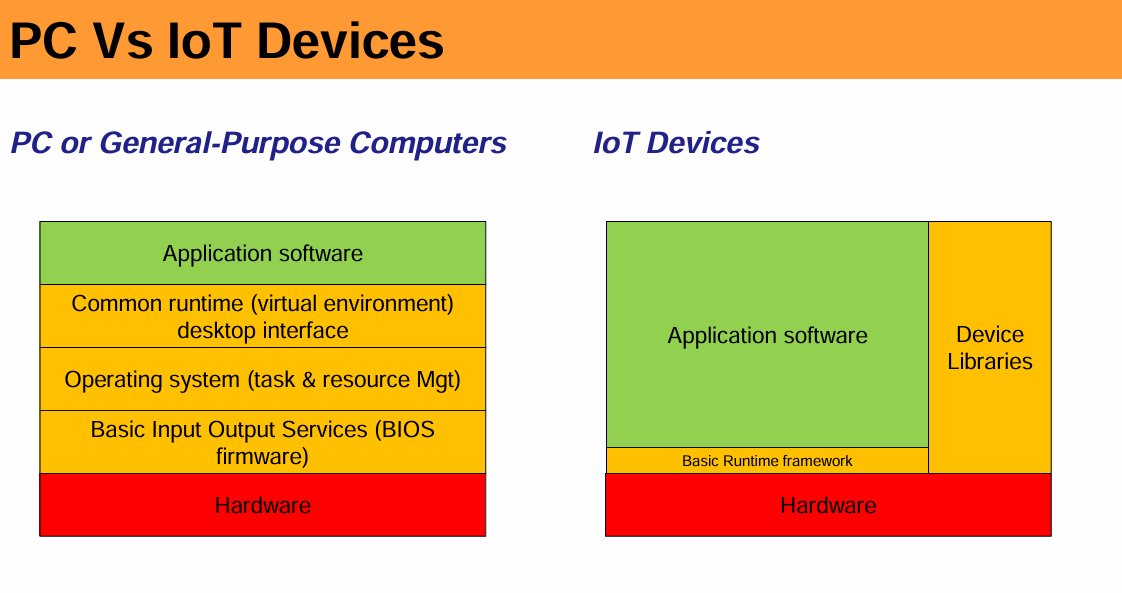 PC Vs IoT Devices
PC or General-Purpose Computers
IoT Devices
Application software
Common runtime (virtual environment)
desktop interface
Operating system (task & resource Mgt)
Basic Input Output Services (BIOS
firmware)
Hardware
Application software
Device
Libraries
Basic Runtime framework
Hardware